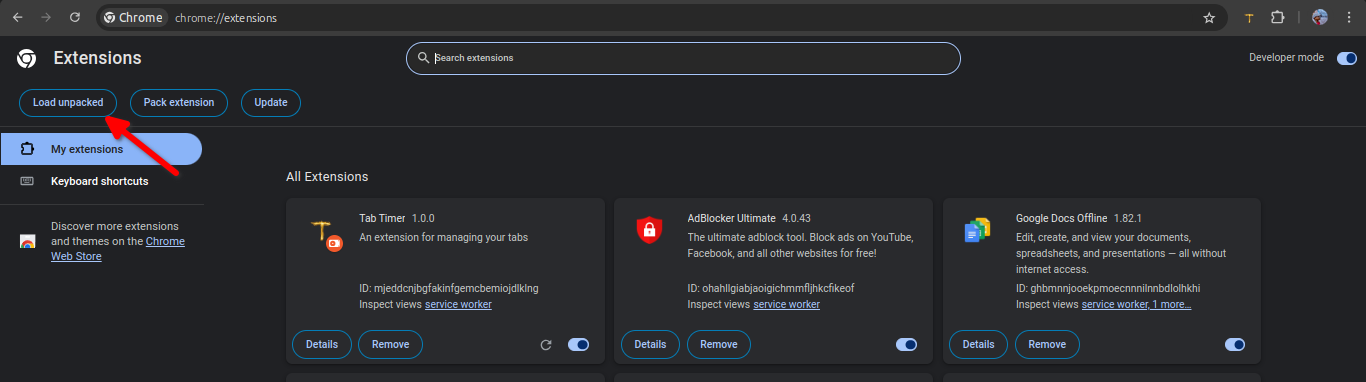 Chrome chrome://extensions
Extensions
Search extensions
Developer mode
Load unpacked
Pack extension
Update
My extensions
Keyboard shortcuts
Discover more extensions
and themes on the Chrome
Web Store
All Extensions
Tab Timer 1.0.0
An extension for managing your tabs
ID: mjeddcnjbgfakinfgemcbemiojdlklng
Inspect views service worker
Details
Remove
AdBlocker Ultimate 4.0.43
The ultimate adblock tool. Block ads on YouTube,
Facebook, and all other websites for free!
ID: ohahllgiabjaoigichmmfljhkcfikeof
Inspect views service worker
Details
Remove
Google Docs Offline 1.82.1
Edit, create, and view your documents,
spreadsheets, and presentations — all without
internet access.
ID: ghbmnnjooekpmoecnnnilnnbdlolhkhi
Inspect views service worker, 1 more...
Details
Remove